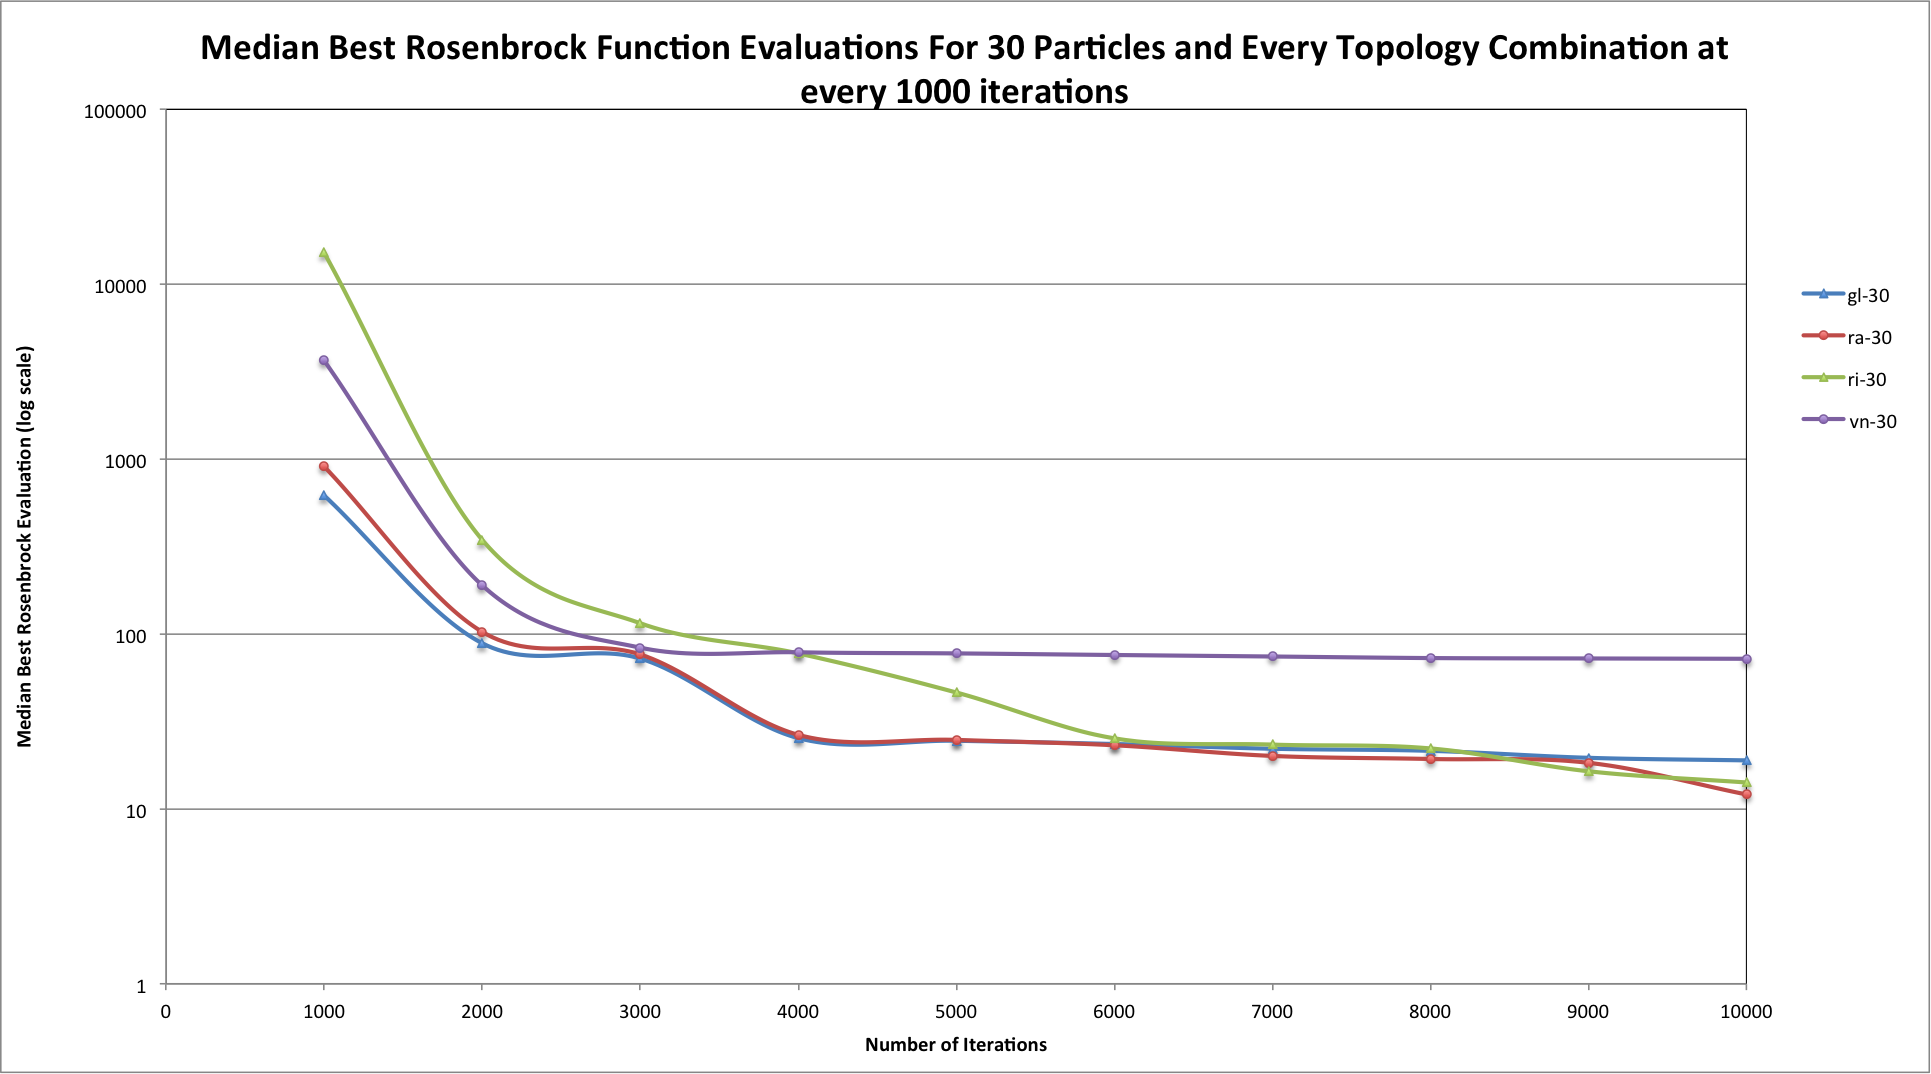 Median Best Rosenbrock Function Evaluations For 30 Particles and Every Topology Combination at
every 1000 iterations
Median Best Rosenbrock Evaluation (log scale)
100000
10000
1000
100
10
1
0 1000 2000 3000 4000 5000 6000 7000 8000 9000 10000
Number of Iterations
gl-30
ra-30
ri-30
vn-30